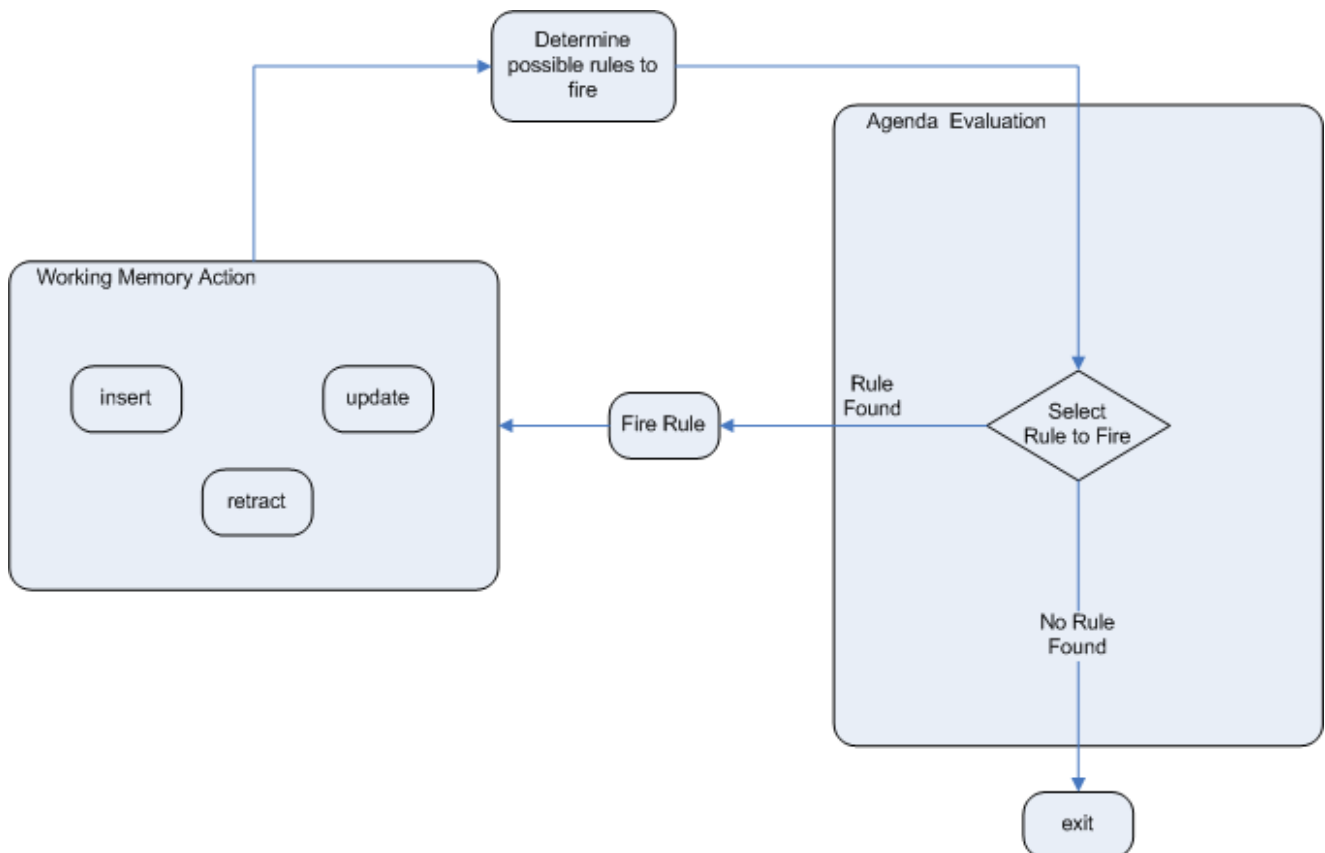 Determine
possible rules to
fire
Agenda Evaluation
Working Memory Action
insert
update
retract
Fire Rule
Rule
Found
Select
Rule to Fire
No Rule
Found
exit